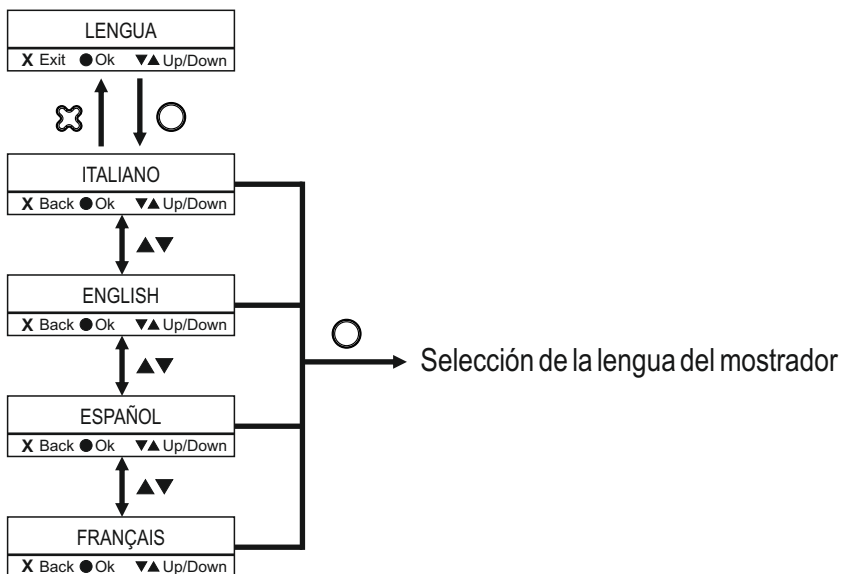 LENGUA
X Exit ●Ok ▼▲Up/Down
ITALIANO
X Back ●Ok ▼▲Up/Down
▲▼
ENGLISH
X Back ●Ok ▼▲Up/Down
▲▼
Selección de la lengua del mostrador
ESPAÑOL
X Back ●Ok ▼▲Up/Down
▲▼
FRANÇAIS
X Back ●Ok ▼▲Up/Down